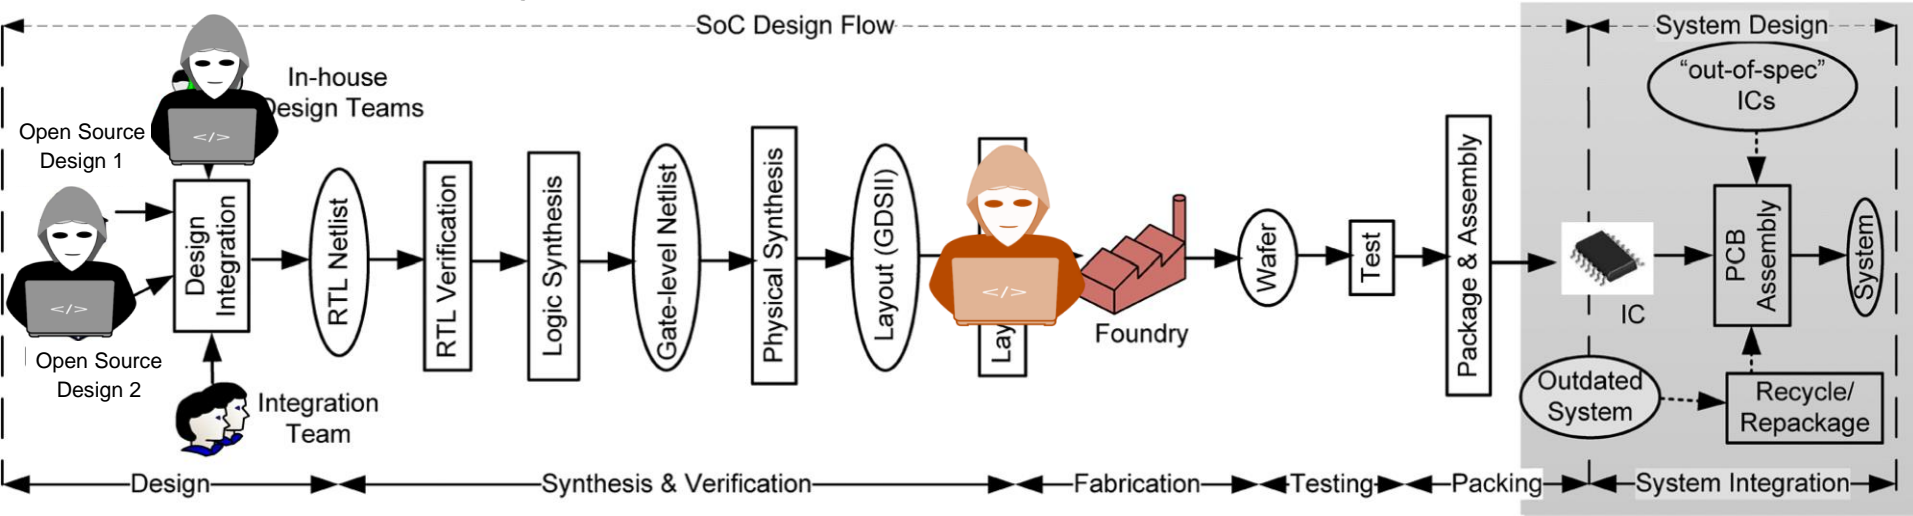 SoC Design Flow
System Design
In-house
Design Teams
Open Source
Design 1
</>
Open Source
Design 2
</>
Design
Integration
Integration
Team
RTL Netlist
RTL Verification
Logic Synthesis
Gate-level Netlist
Physical Synthesis
Layout (GDSII)
Lay
</>
Foundry
Wafer
Test
Package & Assembly
IC
"out-of-spec"
ICs
PCB
Assembly
System
Outdated
System
Recycle/
Repackage
Design
Synthesis & Verification
Fabrication
Testing
Packing
System Integration